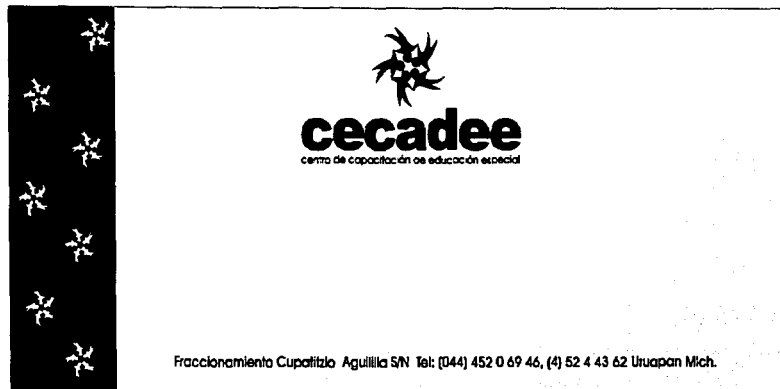 cecadee
centro de capacitación de educación especial
Fraccionamiento Cupatitzio Aguililla S/N Tel: (044) 452 0 69 46, (4) 52 4 43 62 Uruapan Mich.